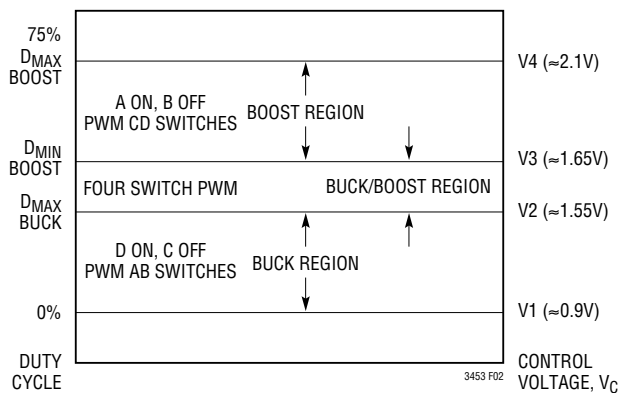 75%
DMAX
BOOST
V4 (≈2.1V)
A ON, B OFF
PWM CD SWITCHES
BOOST REGION
DMIN
BOOST
V3 (≈1.65V)
FOUR SWITCH PWM
BUCK/BOOST REGION
DMAX
BUCK
V2 (≈1.55V)
D ON, C OFF
PWM AB SWITCHES
BUCK REGION
0%
V1 (≈0.9V)
DUTY
CYCLE
3453 F02
CONTROL
VOLTAGE, VC